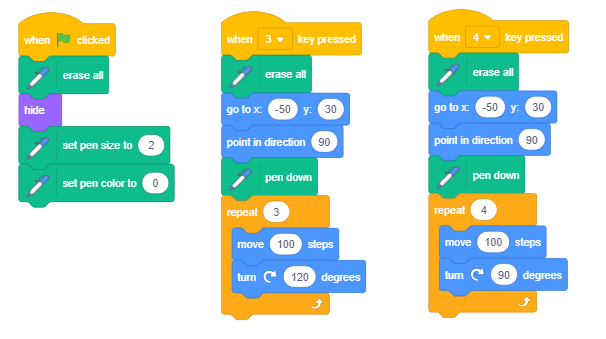 when clicked
erase all
hide
set pen size to 2
set pen color to 0
when 3 key pressed
erase all
go to x: -50 y: 30
point in direction 90
pen down
repeat 3
move 100 steps
turn 120 degrees
when 4 key pressed
erase all
go to x: -50 y: 30
point in direction 90
pen down
repeat 4
move 100 steps
turn 90 degrees